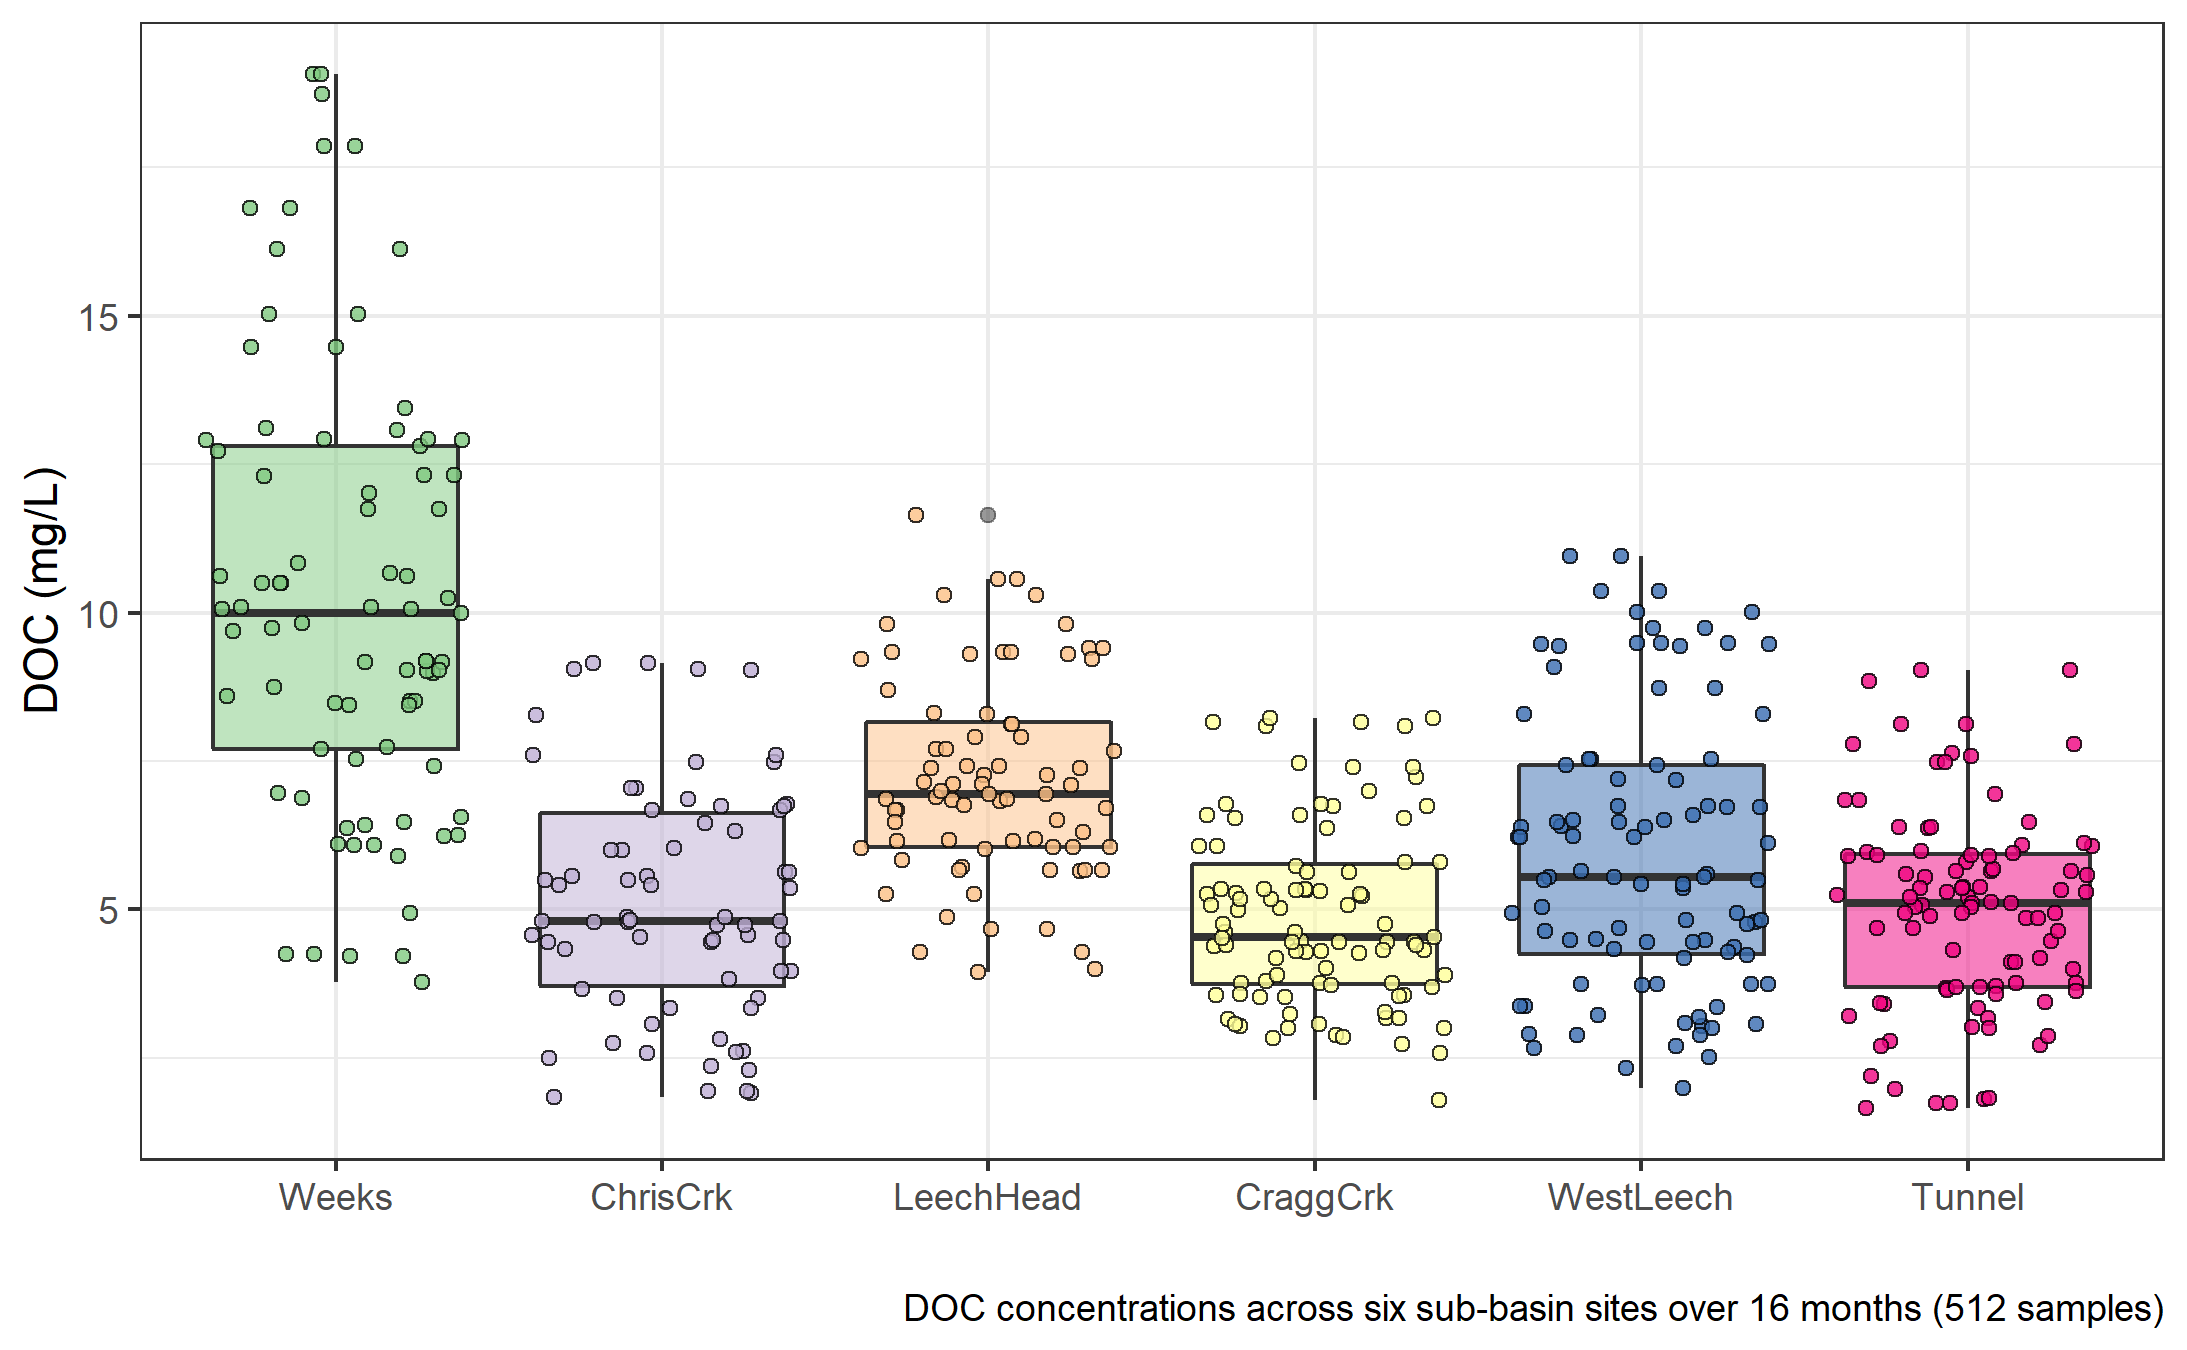 DOC (mg/L)
15
10
5
Weeks ChrisCrk LeechHead CraggCrk WestLeech Tunnel
DOC concentrations across six sub-basin sites over 16 months (512 samples)